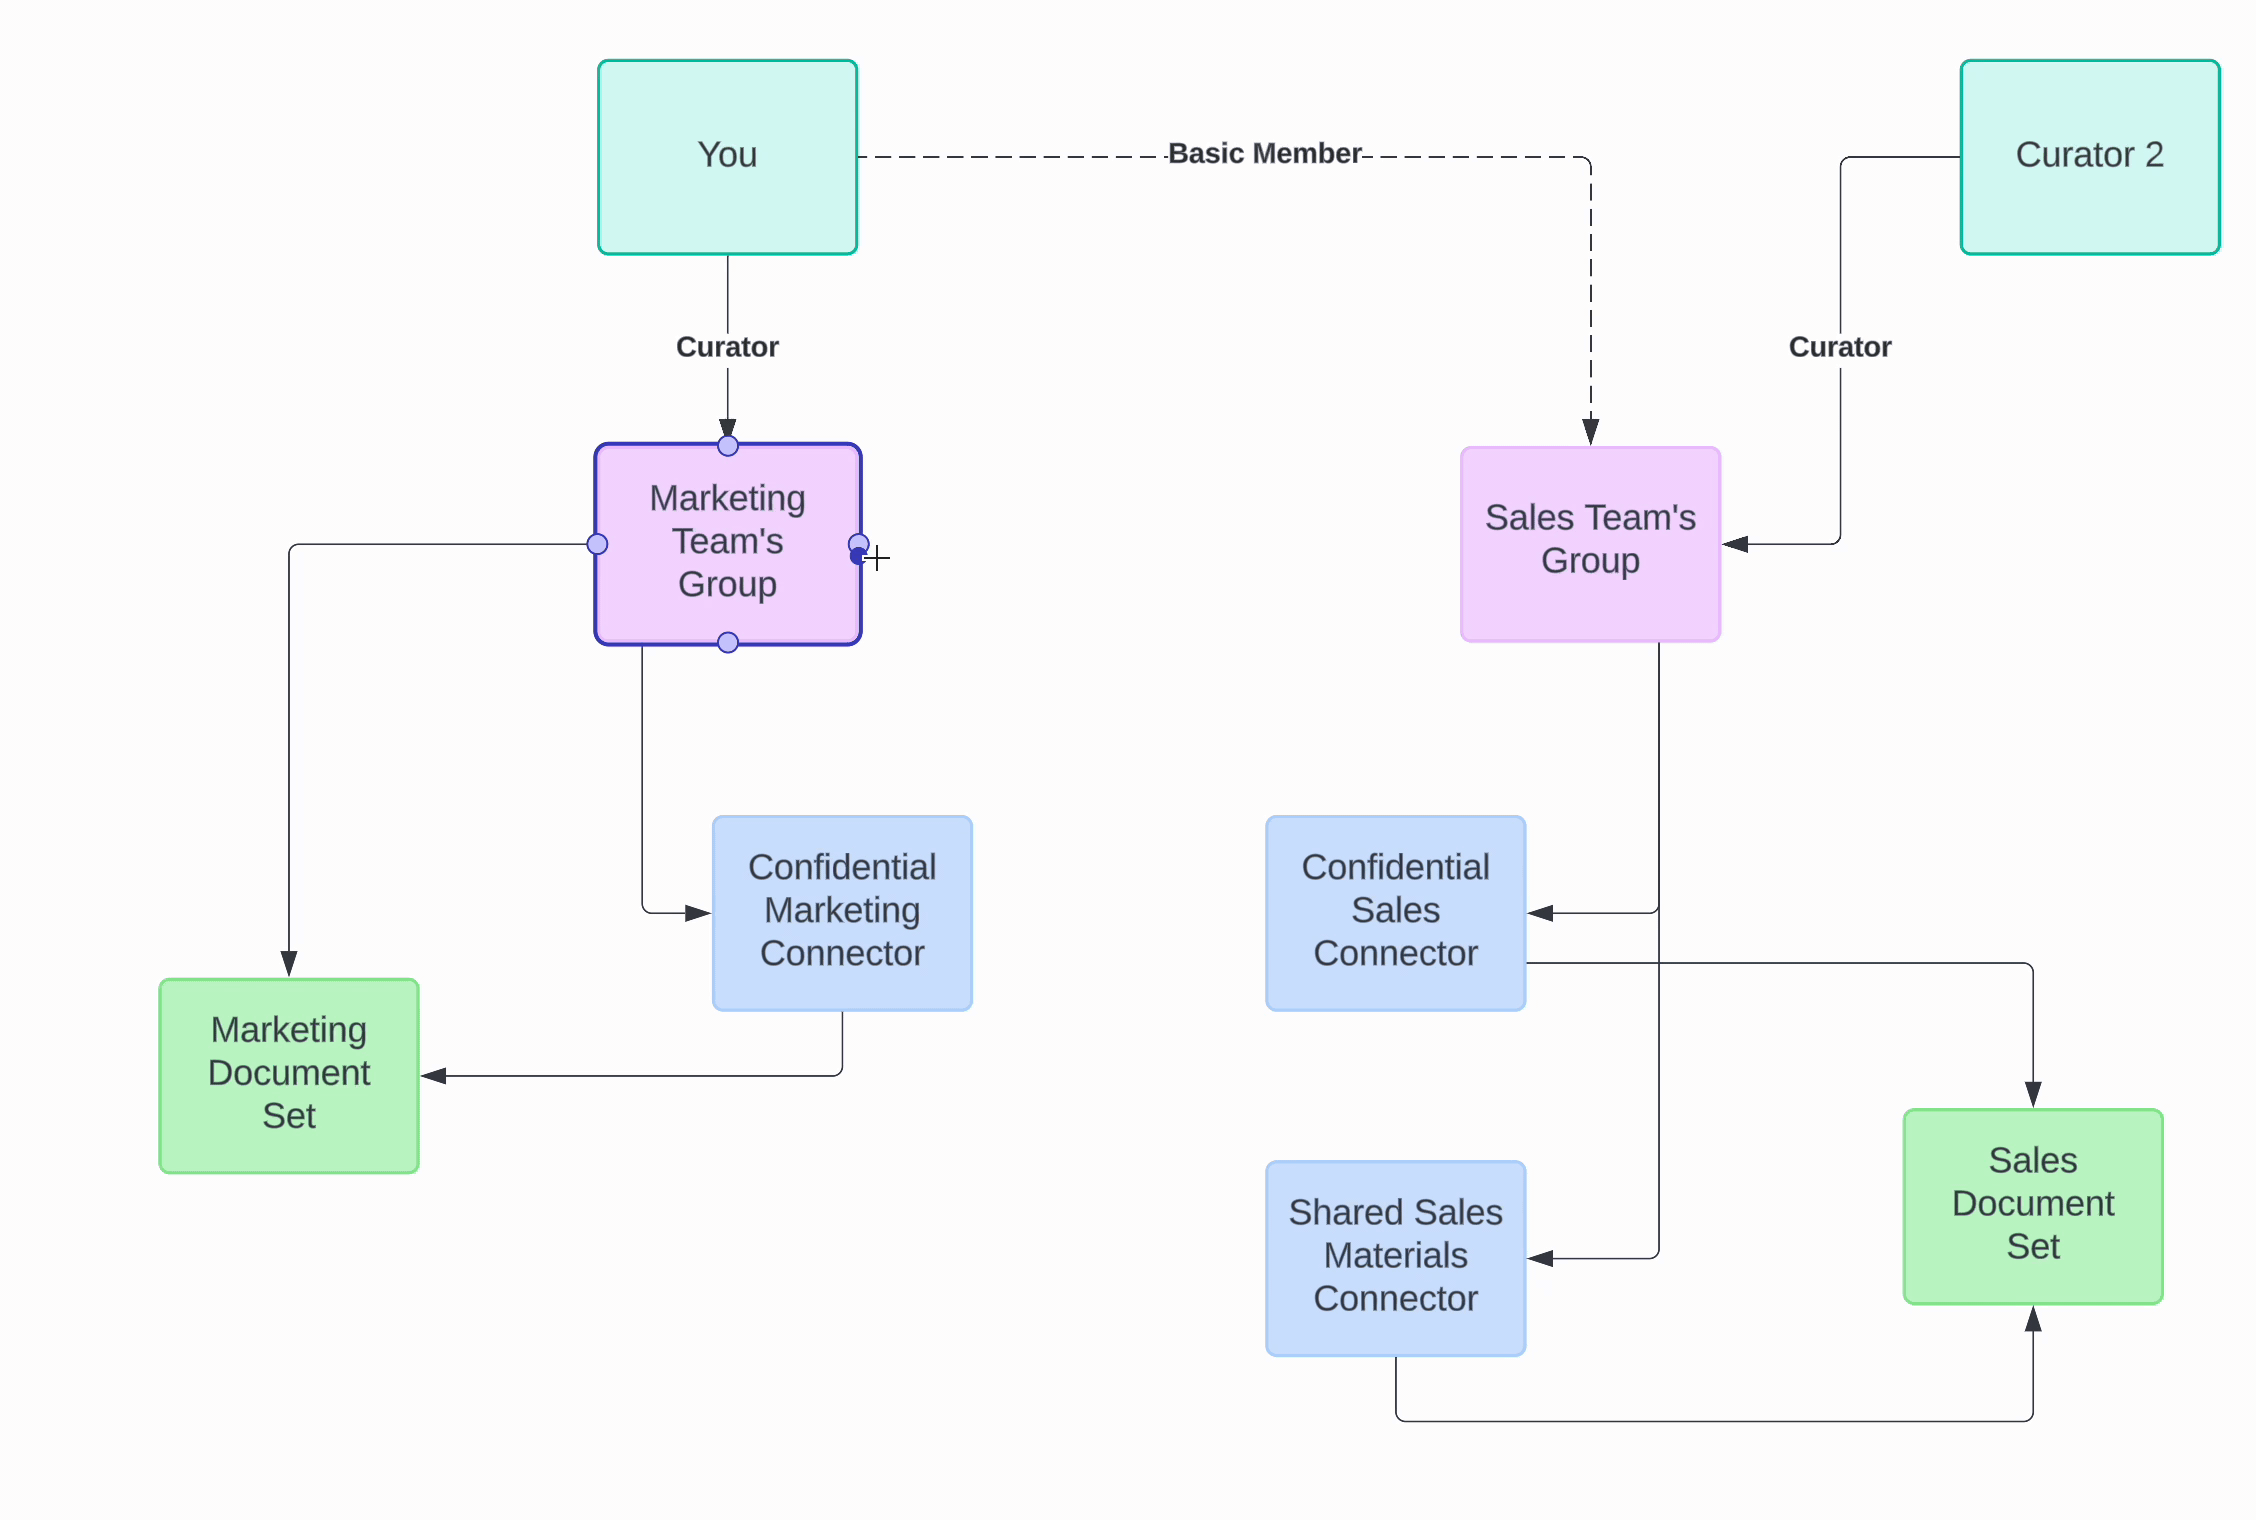 You
Basic Member
Curator 2
Curator
Curator
Marketing
Team's
Group
Sales Team's
Group
Confidential
Marketing
Connector
Confidential
Sales
Connector
Marketing
Document
Set
Shared Sales
Materials
Connector
Sales
Document
Set